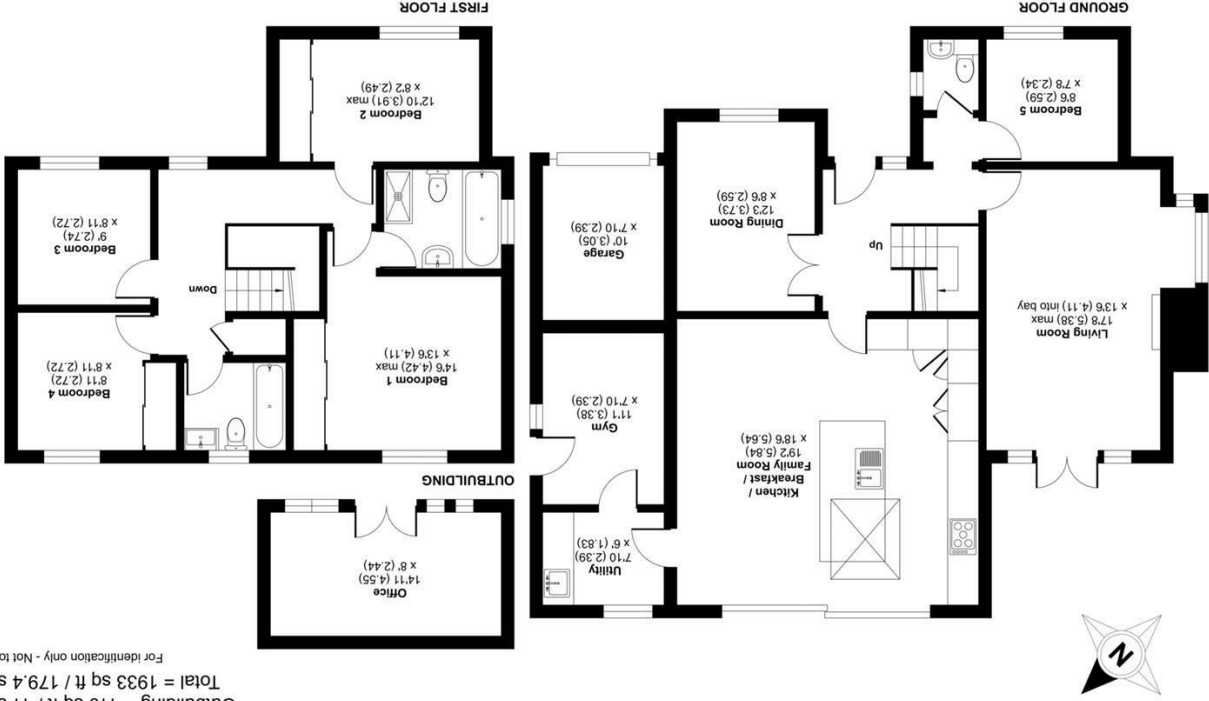 Outbuilding
Total = 1933 sq ft / 179.4
For identification only - Not to
N
OUTBUILDING
Office
14'11 (4.55)
x 8' (2.44)
Utility
7'10 (2.39)
x 6' (1.83)
Gym
11'1 (3.38)
x 7'10 (2.39)
Garage
10' (3.05)
x 7'10 (2.39)
Kitchen /
Breakfast /
Family Room
19'2 (5.84)
x 18'6 (5.64)
Living Room
17'8 (5.38) max
x 13'6 (4.11) into bay
Up
Dining Room
12'3 (3.73)
x 8'6 (2.59)
Bedroom 5
8'6 (2.59)
x 7'8 (2.34)
GROUND FLOOR
Bedroom 1
14'6 (4.42) max
x 13'6 (4.11)
Bedroom 4
8'11 (2.72)
x 8'11 (2.72)
Down
Bedroom 3
9' (2.74)
x 8'11 (2.72)
Bedroom 2
12'10 (3.91) max
x 8'2 (2.49)
FIRST FLOOR